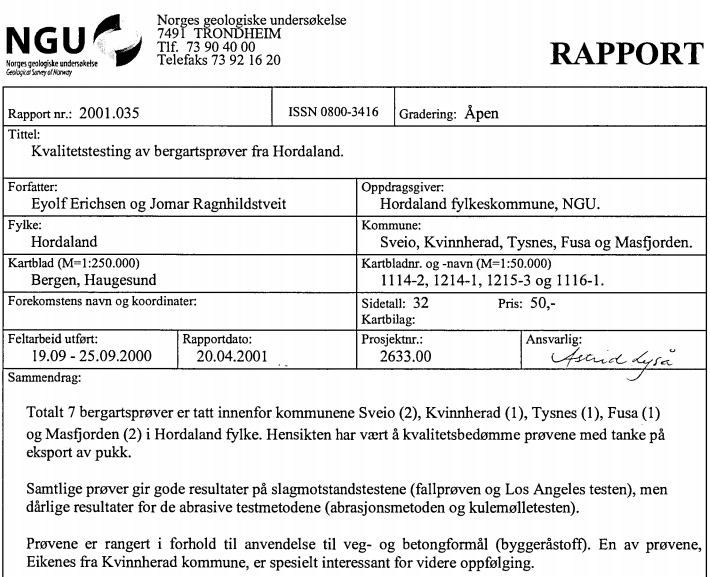 NGU
Norges geologiske undersøkelse
Geological Survey of Norway
Norges geologiske undersøkelse
7491 TRONDHEIM
Tlf. 73 90 40 00
Telefaks 73 92 16 20
RAPPORT
Rapport nr.: 2001.035
ISSN 0800-3416
Gradering: Åpen
Tittel:
Kvalitetstesting av bergartsprøver fra Hordaland.
Forfatter:
Eyolf Erichsen og Jomar Ragnhildstveit
Oppdragsgiver:
Hordaland fylkeskommune, NGU.
Fylke:
Hordaland
Kommune:
Sveio, Kvinnherad, Tysnes, Fusa og Masfjorden.
Kartblad (M=1:250.000)
Bergen, Haugesund
Kartbladnr. og -navn (M=1:50.000)
1114-2, 1214-1, 1215-3 og 1116-1.
Forekomstens navn og koordinater:
Sidetall: 32 Pris: 50,-
Kartbilag:
Feltarbeid utført:
19.09 - 25.09.2000
Rapportdato:
20.04.2001
Prosjektnr.:
2633.00
Ansvarlig:
Astrid Lyså
Sammendrag:
Totalt 7 bergartsprøver er tatt innenfor kommunene Sveio (2), Kvinnherad (1), Tysnes (1), Fusa (1)
og Masfjorden (2) i Hordaland fylke. Hensikten har vært å kvalitetsbedømme prøvene med tanke på
eksport av pukk.
Samtlige prøver gir gode resultater på slagmotstandstestene (fallprøven og Los Angeles testen), men
dårlige resultater for de abrasive testmetodene (abrasjonsmetoden og kulemølletesten).
Prøvene er rangert i forhold til anvendelse til veg- og betongformål (byggeråstoff). En av prøvene,
Eikenes fra Kvinnherad kommune, er spesielt interessant for videre oppfølging.